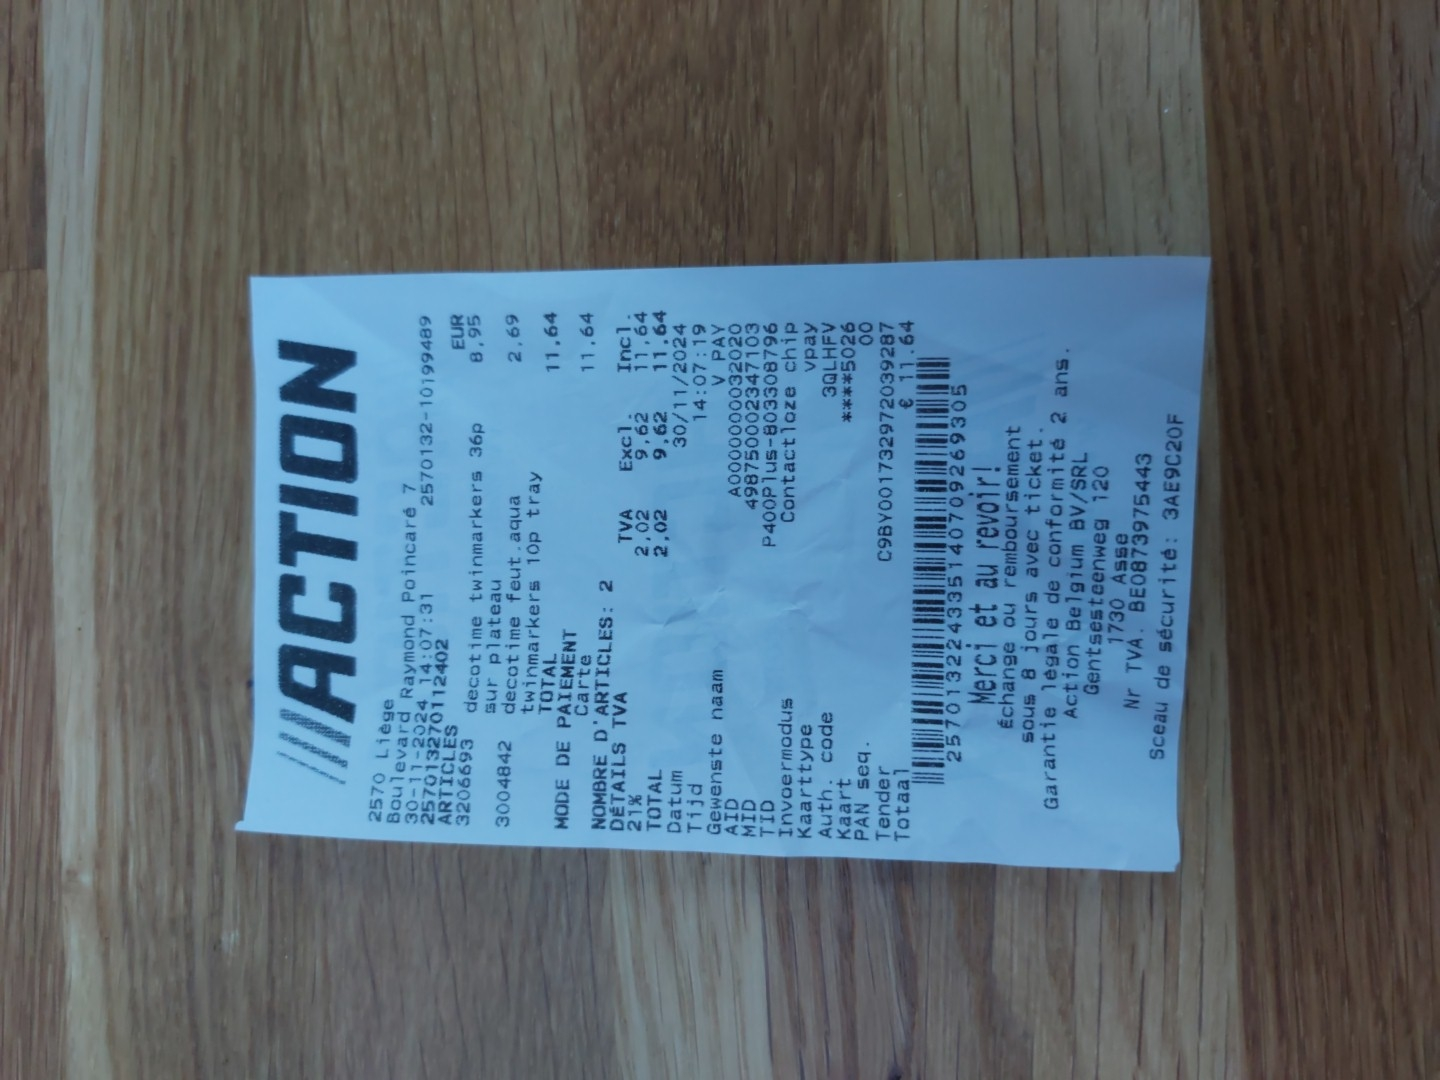 ACTION
2570 Liège
Boulevard Raymond Poincaré 7
30-11-2024 14:07:31 2570132-10199489
2570132701112402
ARTICLES EUR
3206693 decotime twinmarkers 36p 8,95
sur plateau
3004842 decotime feut.aqua 2,69
twinmarkers 10p tray
TOTAL 11,64
MODE DE PAIEMENT
Carte 11,64
NOMBRE D'ARTICLES: 2
DÉTAILS TVA TVA Excl. Incl.
21% 2,02 9,62 11,64
TOTAL 2,02 9,62 11,64
Datum 30/11/2024
Tijd 14:07:19
Gewenste naam V PAY
AID A0000000032020
MID 498750002347103
TID P400Plus-803308796
Invoermodus Contactloze chip
Kaarttype vpay
Auth. code 3QLHFV
Kaart ****5026
PAN seq. 00
Tender C9BY001732972039287
Totaal € 11.64
2570132243351407092​69305
Merci et au revoir!
Échange ou remboursement
sous 8 jours avec ticket.
Garantie légale de conformité 2 ans.
Action Belgium BV/SRL
Gentsesteenweg 120
1730 Asse
Nr TVA. BE0873975443
Sceau de sécurité: 3AE9C20F